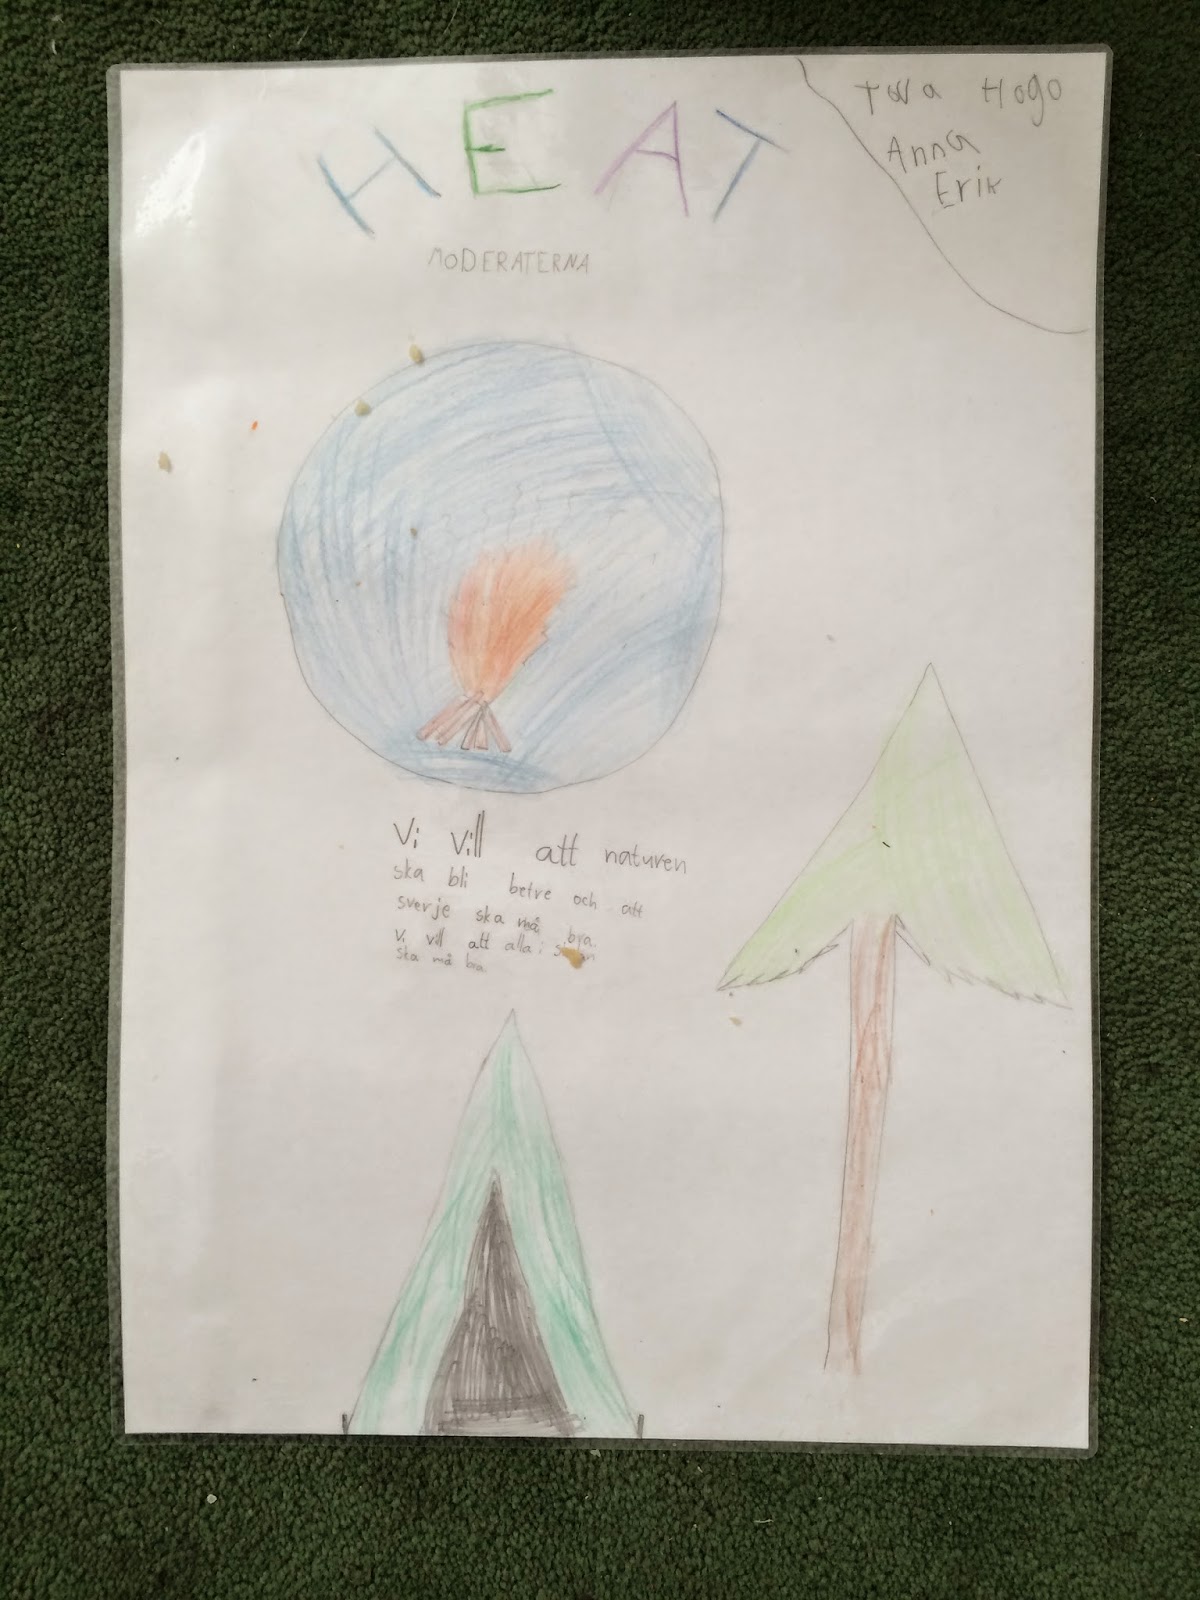 HEAT
MODERATERNA
Tova Hogo
Anna
Erik
Vi vill att naturen
ska bli betre och att
sverje ska må bra.
Vi vill att alla i
ska må bra